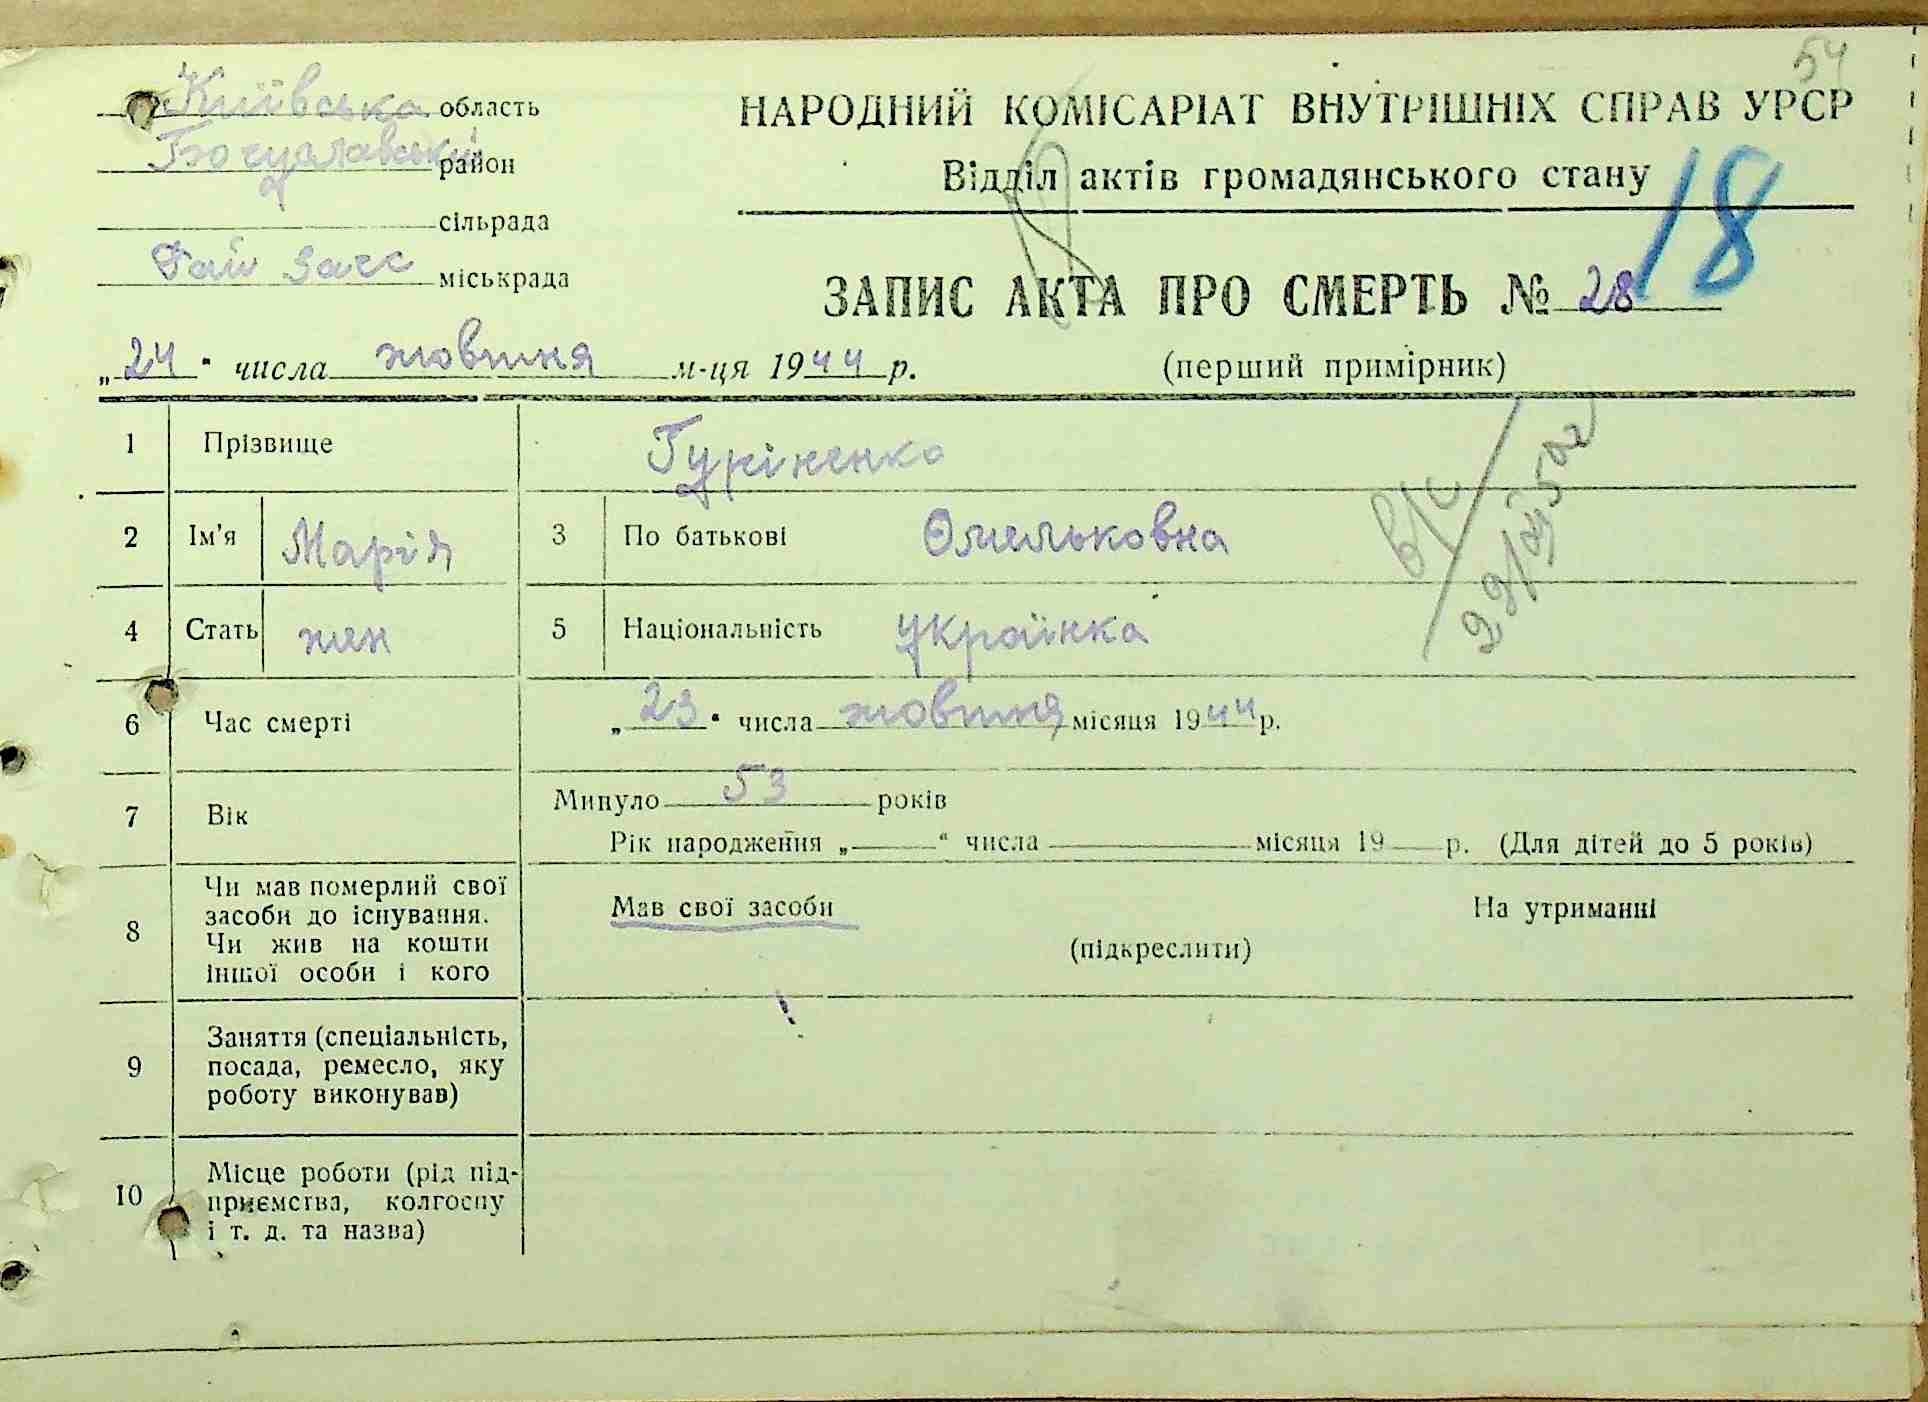 54
Київська область
Богуславський район
сільрада
Рай Загс міськрада
НАРОДНИЙ КОМІСАРІАТ ВНУТРІШНІХ СПРАВ УРСР
Відділ актів громадянського стану
18
ЗАПИС АКТА ПРО СМЕРТЬ № 28
„24“ числа жовтня м-ця 1944 р.
(перший примірник)
1 Прізвище Гуріненко
2 Ім'я Марія 3 По батькові Омельковна
4 Стать жен 5 Національність українка
6 Час смерті „23“ числа жовтня місяця 1944 р.
7 Вік Минуло 53 років
Рік народження „ “ числа місяця 19 р. (Для дітей до 5 років)
8 Чи мав померлий свої
засоби до існування.
Чи жив на кошти
іншої особи і кого
Мав свої засоби На утриманні
(підкреслити)
9 Заняття (спеціальність,
посада, ремесло, яку
роботу виконував)
10 Місце роботи (рід під-
приємства, колгоспу
і т. д. та назва)